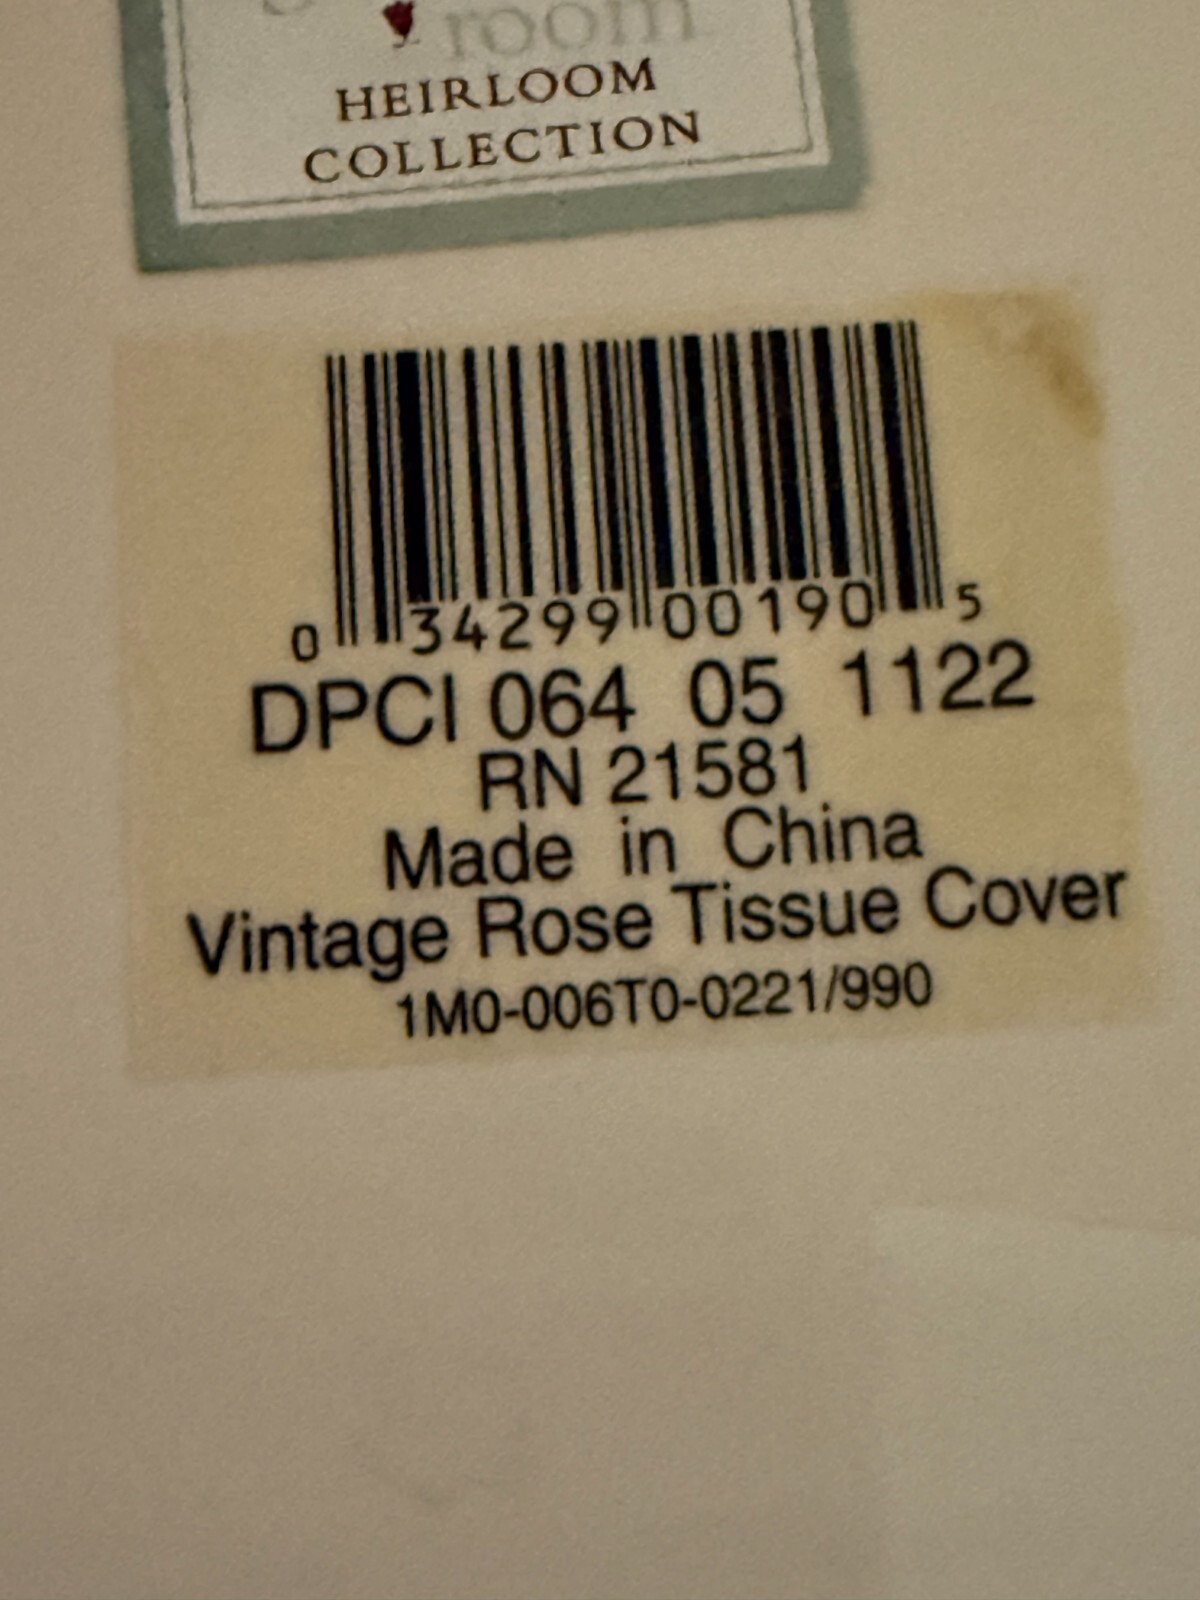 room
HEIRLOOM
COLLECTION
0 34299 00190 5
DPCI 064 05 1122
RN 21581
Made in China
Vintage Rose Tissue Cover
1M0-006T0-0221/990